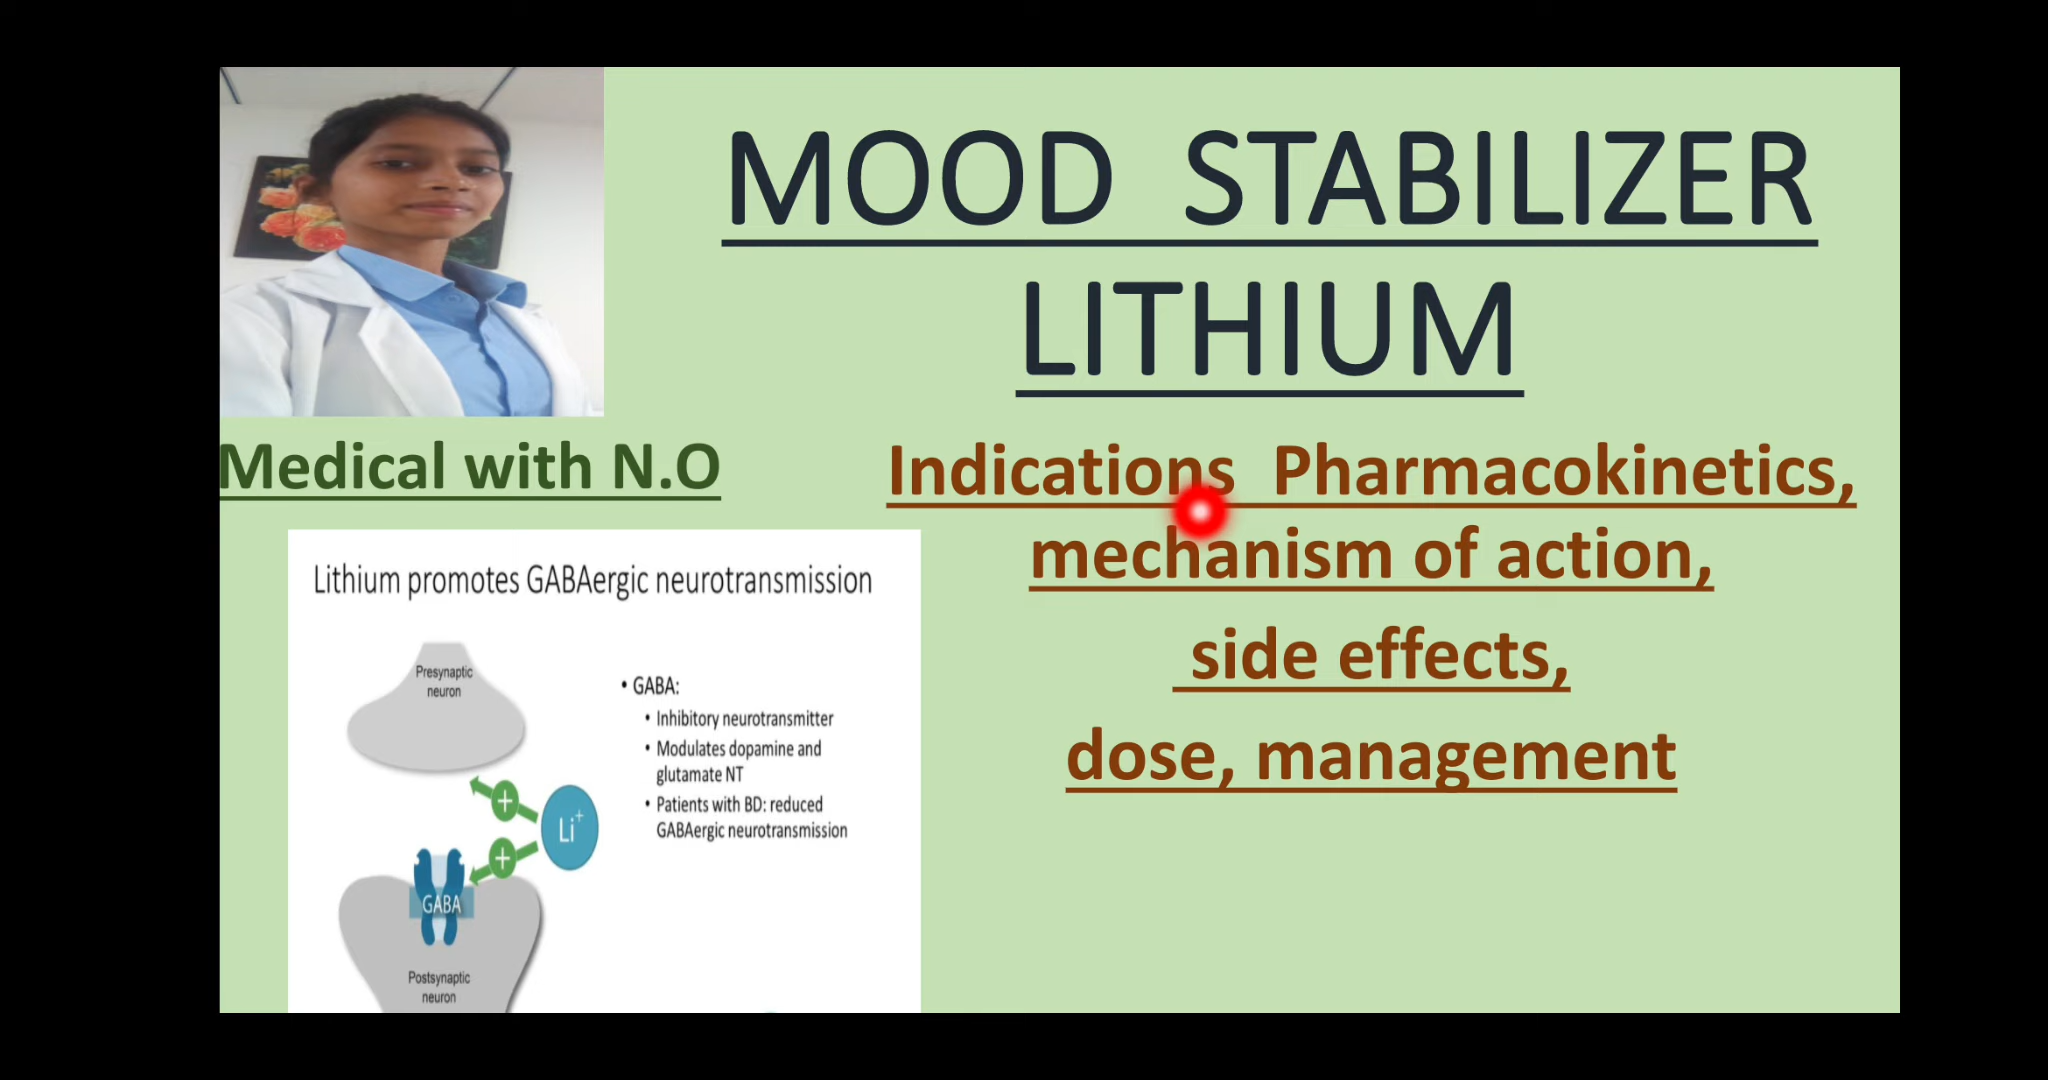 MOOD STABILIZER
LITHIUM
Medical with N.O
Indications Pharmacokinetics,
mechanism of action,
side effects,
dose, management
Lithium promotes GABAergic neurotransmission
Presynaptic
neuron
• GABA:
• Inhibitory neurotransmitter
• Modulates dopamine and
glutamate NT
• Patients with BD: reduced
GABAergic neurotransmission
+
Li+
+
GABA
Postsynaptic
neuron